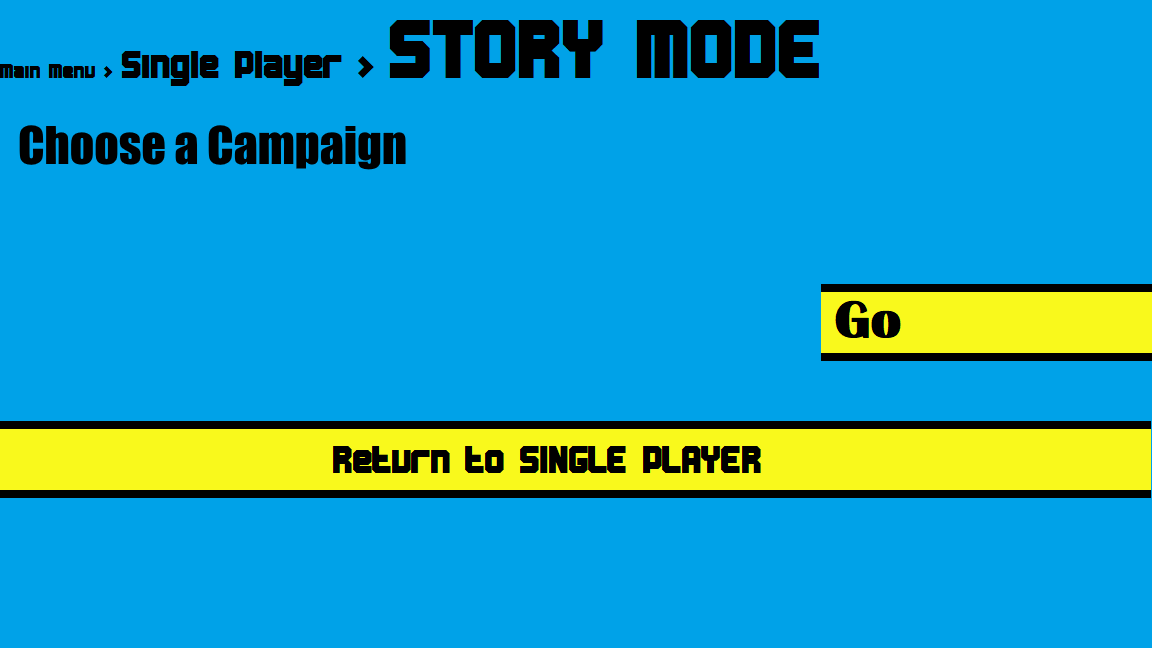 Main Menu > Single Player > STORY MODE
Choose a Campaign
Go
Return to SINGLE PLAYER